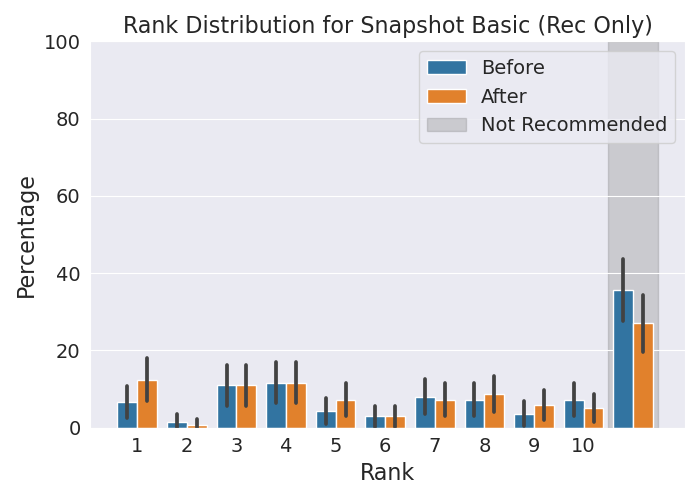 Rank Distribution for Snapshot Basic (Rec Only)
100
80
60
40
20
0
Percentage
Before
After
Not Recommended
1 2 3 4 5 6 7 8 9 10
Rank